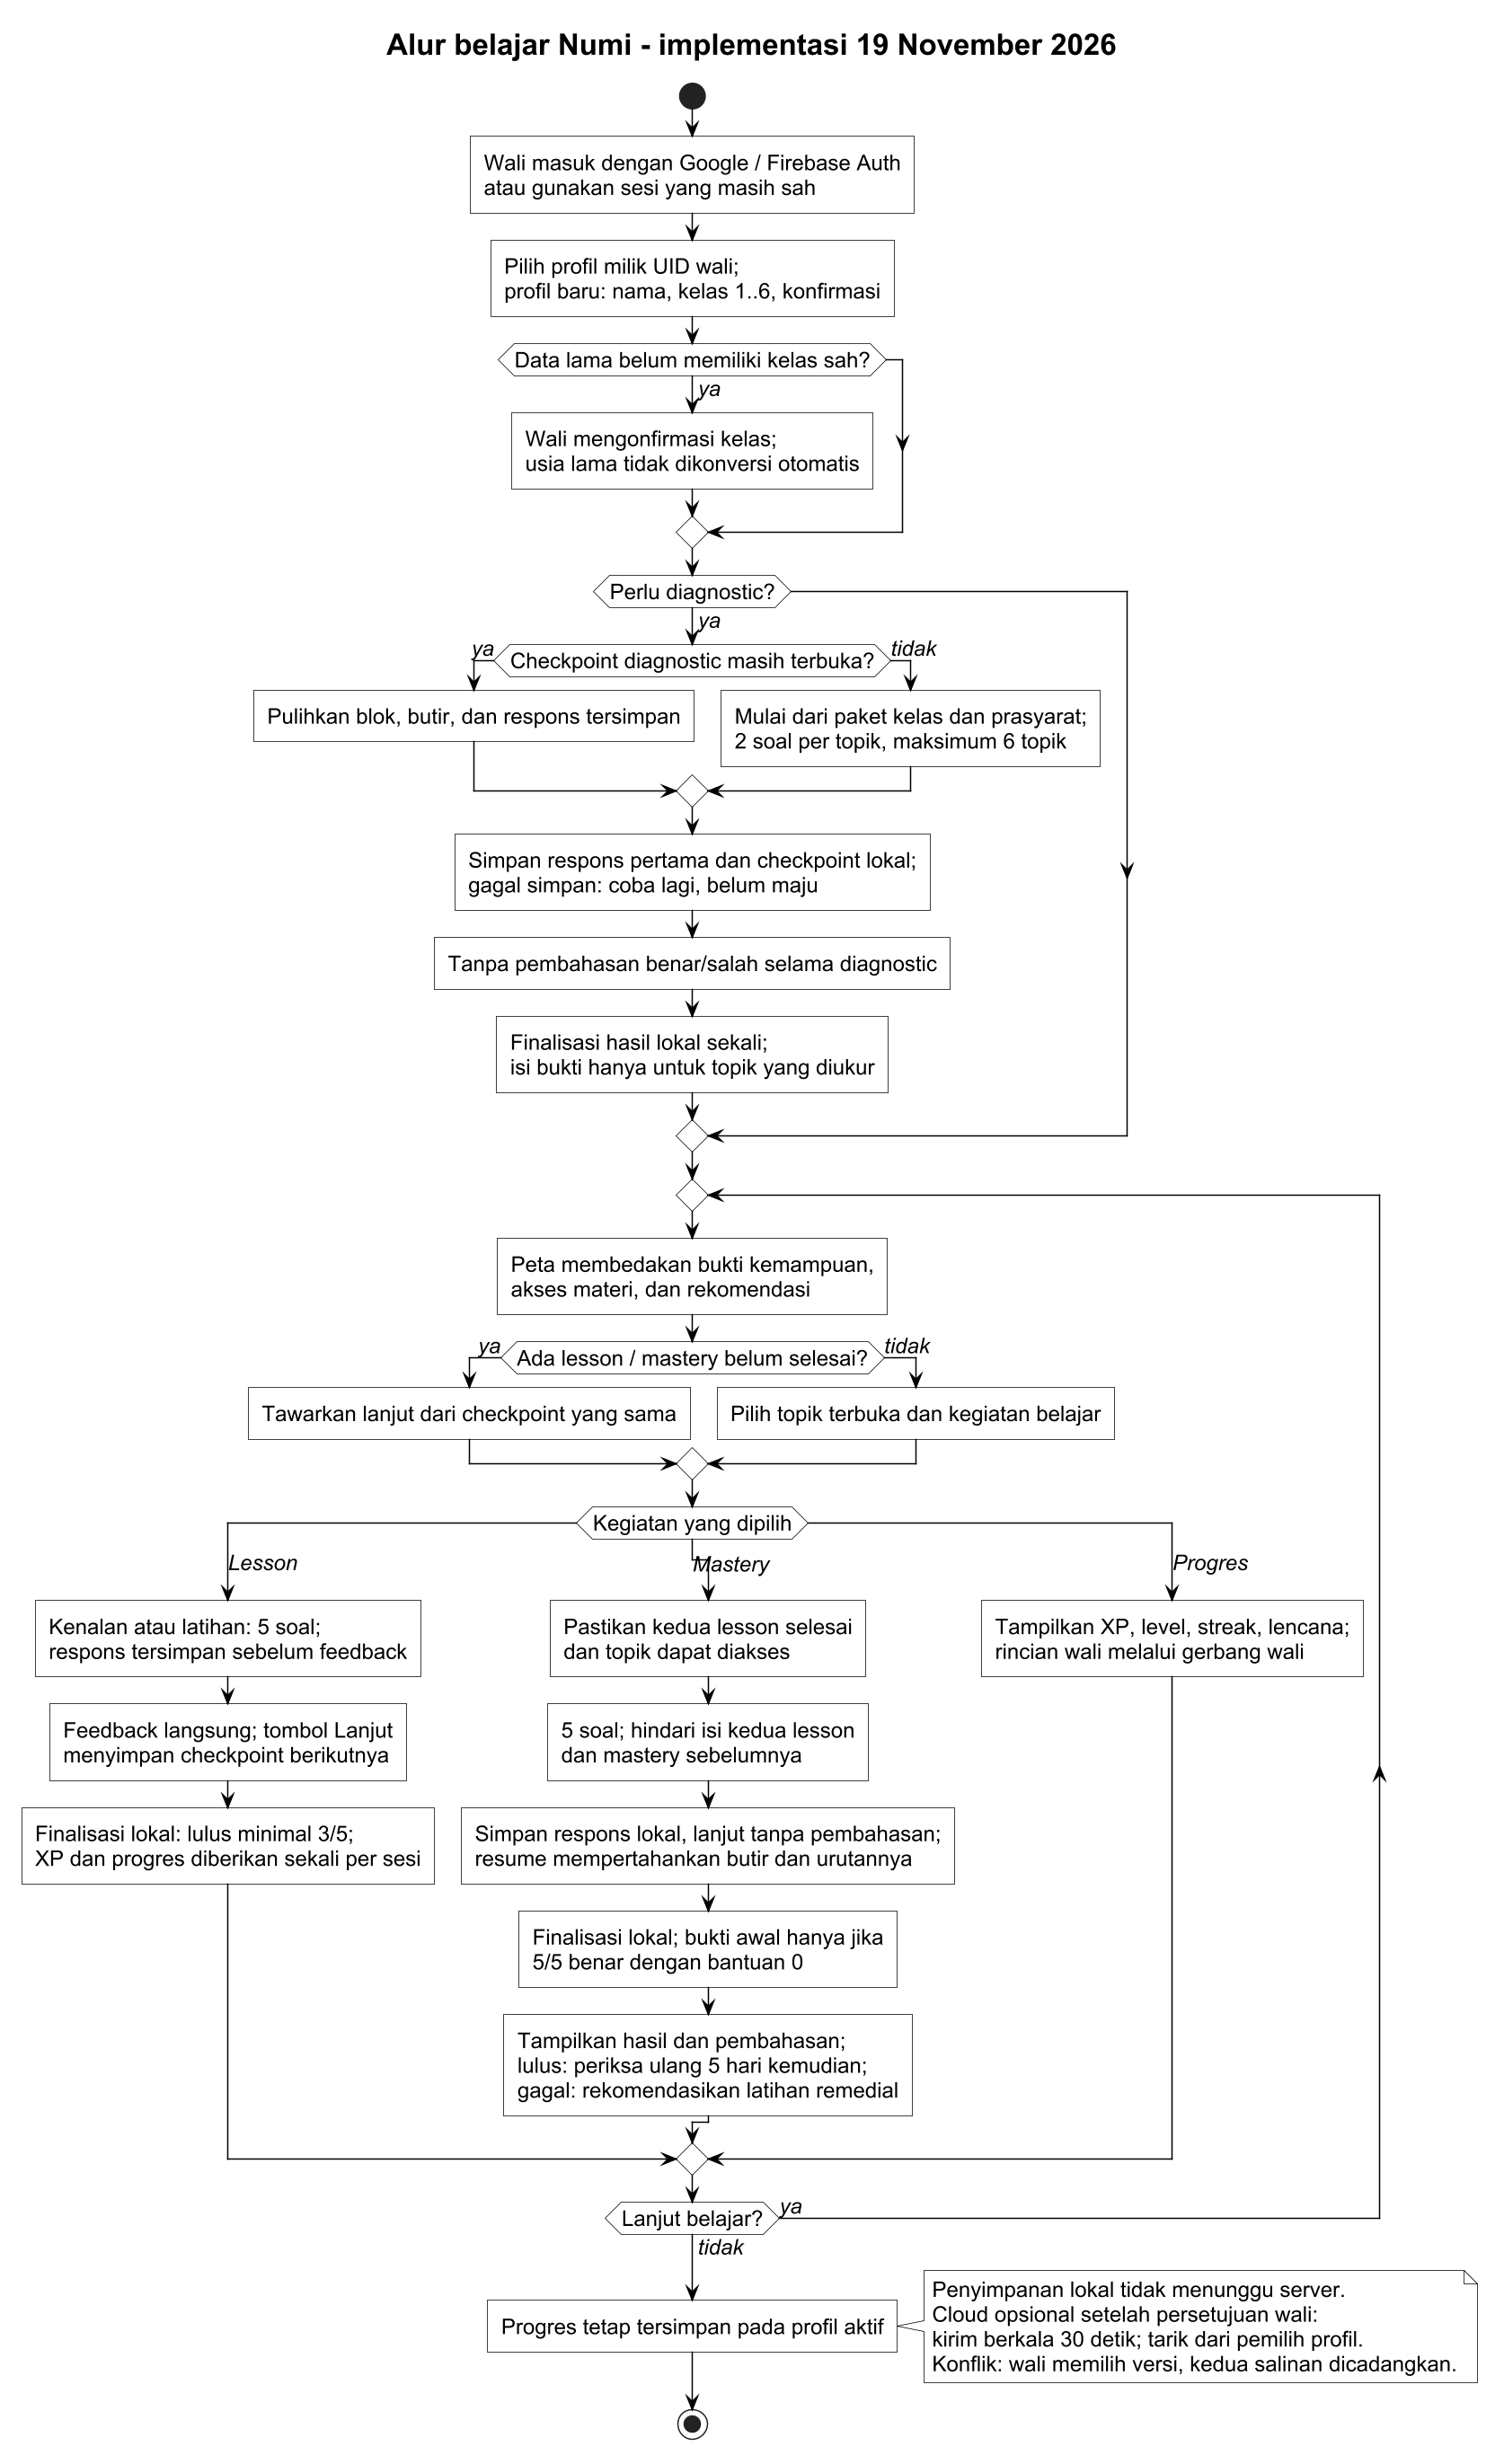 Alur belajar Numi - implementasi 19 November 2026
Wali masuk dengan Google / Firebase Auth
atau gunakan sesi yang masih sah
Pilih profil milik UID wali;
profil baru: nama, kelas 1..6, konfirmasi
Data lama belum memiliki kelas sah?
ya
Wali mengonfirmasi kelas;
usia lama tidak dikonversi otomatis
Perlu diagnostic?
ya
ya
Checkpoint diagnostic masih terbuka?
tidak
Pulihkan blok, butir, dan respons tersimpan
Mulai dari paket kelas dan prasyarat;
2 soal per topik, maksimum 6 topik
Simpan respons pertama dan checkpoint lokal;
gagal simpan: coba lagi, belum maju
Tanpa pembahasan benar/salah selama diagnostic
Finalisasi hasil lokal sekali;
isi bukti hanya untuk topik yang diukur
Peta membedakan bukti kemampuan,
akses materi, dan rekomendasi
ya
Ada lesson / mastery belum selesai?
tidak
Tawarkan lanjut dari checkpoint yang sama
Pilih topik terbuka dan kegiatan belajar
Kegiatan yang dipilih
Lesson
Mastery
Progres
Kenalan atau latihan: 5 soal;
respons tersimpan sebelum feedback
Feedback langsung; tombol Lanjut
menyimpan checkpoint berikutnya
Finalisasi lokal: lulus minimal 3/5;
XP dan progres diberikan sekali per sesi
Pastikan kedua lesson selesai
dan topik dapat diakses
5 soal; hindari isi kedua lesson
dan mastery sebelumnya
Simpan respons lokal, lanjut tanpa pembahasan;
resume mempertahankan butir dan urutannya
Finalisasi lokal; bukti awal hanya jika
5/5 benar dengan bantuan 0
Tampilkan hasil dan pembahasan;
lulus: periksa ulang 5 hari kemudian;
gagal: rekomendasikan latihan remedial
Tampilkan XP, level, streak, lencana;
rincian wali melalui gerbang wali
Lanjut belajar?
ya
tidak
Progres tetap tersimpan pada profil aktif
Penyimpanan lokal tidak menunggu server.
Cloud opsional setelah persetujuan wali:
kirim berkala 30 detik; tarik dari pemilih profil.
Konflik: wali memilih versi, kedua salinan dicadangkan.